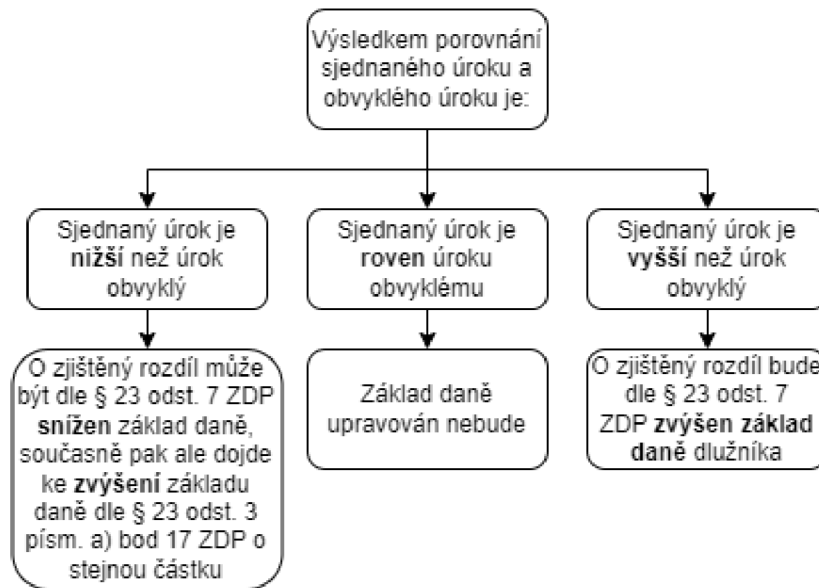 Výsledkem porovnání
sjednaného úroku a
obvyklého úroku je:
Sjednaný úrok je
nižší než úrok
obvyklý
Sjednaný úrok je
roven úroku
obvyklému
Sjednaný úrok je
vyšší než úrok
obvyklý
O zjištěný rozdíl může
být dle § 23 odst. 7 ZDP
snížen základ daně,
současně pak ale dojde
ke zvýšení základu
daně dle § 23 odst. 3
písm. a) bod 17 ZDP o
stejnou částku
Základ daně
upravován nebude
O zjištěný rozdíl bude
dle § 23 odst. 7
ZDP zvýšen základ
daně dlužníka